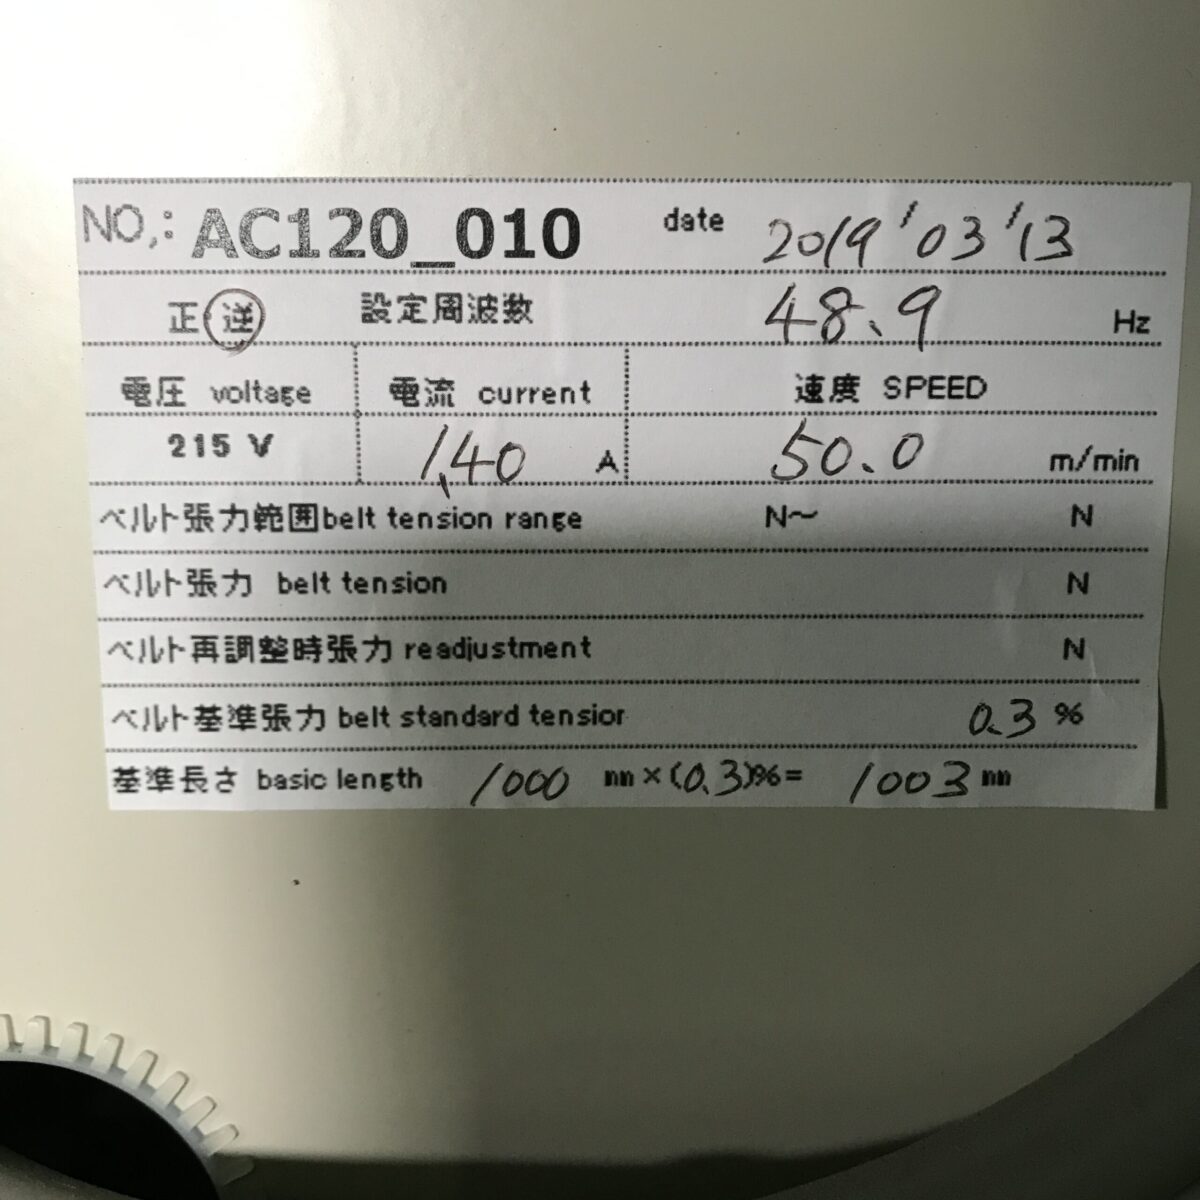 NO,: AC120_010 date 2019'03'13
正・逆 設定周波数 48.9 Hz
電圧 voltage 電流 current 速度 SPEED
215 V 1.40 A 50.0 m/min
ベルト張力範囲belt tension range N～ N
ベルト張力 belt tension N
ベルト再調整時張力 readjustment N
ベルト基準張力 belt standard tension 0.3 %
基準長さ basic length 1000 mm×(0.3)%= 1003 mm